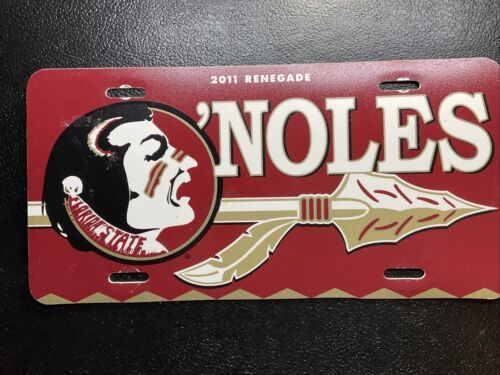 2011 RENEGADE
'NOLES
FLORIDA STATE
®